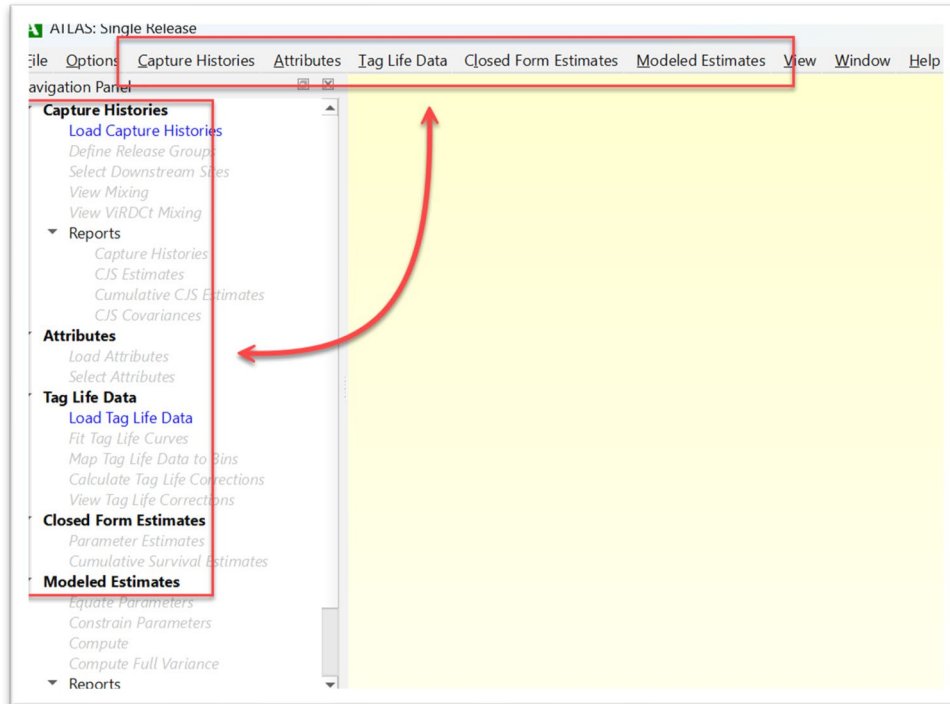 ATLAS: Single Release
File Options Capture Histories Attributes Tag Life Data Closed Form Estimates Modeled Estimates View Window Help
avigation Panel
Capture Histories
Load Capture Histories
Define Release Groups
Select Downstream Sites
View Mixing
View ViRDCt Mixing
Reports
Capture Histories
CJS Estimates
Cumulative CJS Estimates
CJS Covariances
Attributes
Load Attributes
Select Attributes
Tag Life Data
Load Tag Life Data
Fit Tag Life Curves
Map Tag Life Data to Bins
Calculate Tag Life Corrections
View Tag Life Corrections
Closed Form Estimates
Parameter Estimates
Cumulative Survival Estimates
Modeled Estimates
Equate Parameters
Constrain Parameters
Compute
Compute Full Variance
Reports